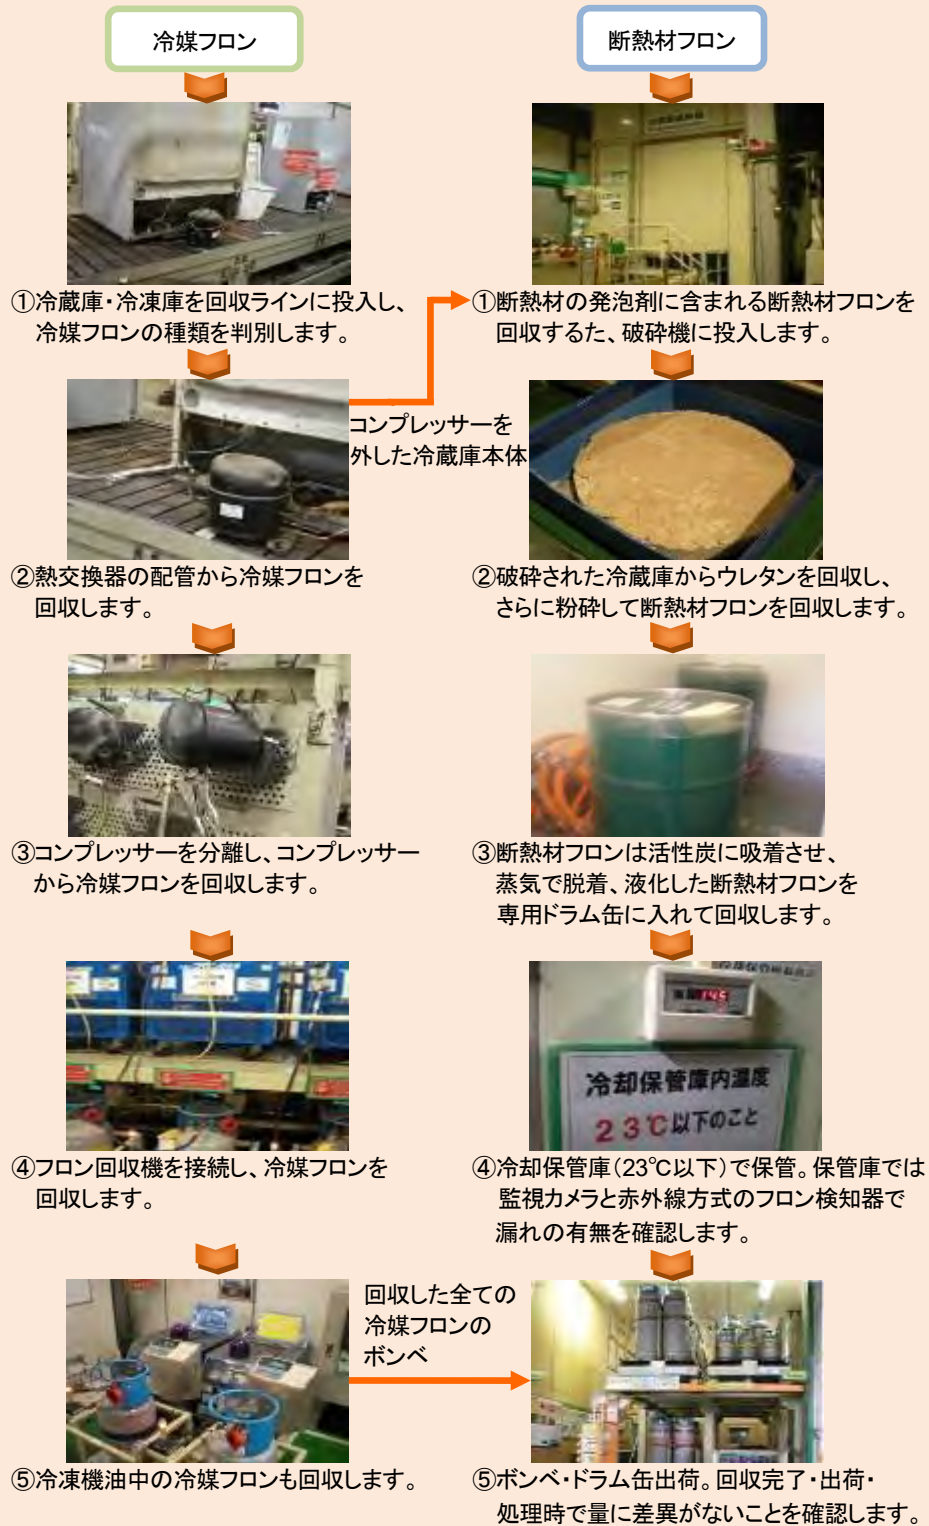 冷媒フロン
①冷蔵庫・冷凍庫を回収ラインに投入し、
冷媒フロンの種類を判別します。
コンプレッサーを
外した冷蔵庫本体
②熱交換器の配管から冷媒フロンを
回収します。
③コンプレッサーを分離し、コンプレッサー
から冷媒フロンを回収します。
④フロン回収機を接続し、冷媒フロンを
回収します。
⑤冷凍機油中の冷媒フロンも回収します。
回収した全ての
冷媒フロンの
ボンベ
断熱材フロン
①断熱材の発泡剤に含まれる断熱材フロンを
回収するた、破砕機に投入します。
②破砕された冷蔵庫からウレタンを回収し、
さらに粉砕して断熱材フロンを回収します。
③断熱材フロンは活性炭に吸着させ、
蒸気で脱着、液化した断熱材フロンを
専用ドラム缶に入れて回収します。
冷却保管庫内温度
23℃以下のこと
④冷却保管庫(23℃以下)で保管。保管庫では
監視カメラと赤外線方式のフロン検知器で
漏れの有無を確認します。
⑤ボンベ・ドラム缶出荷。回収完了・出荷・
処理時で量に差異がないことを確認します。